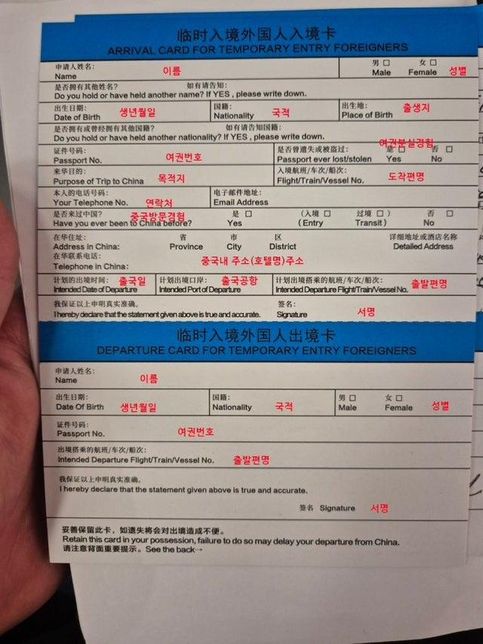 临时入境外国人入境卡
ARRIVAL CARD FOR TEMPORARY ENTRY FOREIGNERS
申请人姓名: 男 □ 女 □
Name 이름 Male Female 성별
是否拥有其他姓名? 如有请告知:
Do you hold or have held another name? If YES , please write down.
出生日期: 国籍: 出生地: 출생지
Date of Birth 생년월일 Nationality 국적 Place of Birth
是否拥有或曾经拥有其他国籍? 如有请告知国籍:
Do you hold or have held another nationality? If YES , please write down.
여권분실경험
证件号码: 是否曾遗失或被盗过: 是 □ 否 □
Passport No. 여권번호 Passport ever lost/stolen Yes No
来华目的: 入境航班/车次/船次:
Purpose of Trip to China 목적지 Flight/Train/Vessel No. 도착편명
本人的电话号码: 电子邮件地址:
Your Telephone No. 연락처 Email Address
是否来过中国? 중국방문경험 是 □ (入境 □ 过境 □ ) 否 □
Have you ever been to China before? Yes (Entry Transit ) No
在华住址: 省 市 区 详细地址或酒店名称
Address in China: Province City District Detailed Address
在华联系电话:
Telephone in China: 중국내 주소(호텔명)주소
计划的出境时间: 출국일 计划出境口岸: 출국공항 计划出境搭乘的航班/车次/船次:
Intended Date of Departure Intended Port of Departure Intended Departure Flight/Train/Vessel No. 출발편명
我保证以上申明真实准确。 签名:
I hereby declare that the statement given above is true and accurate. Signature 서명
临时入境外国人出境卡
DEPARTURE CARD FOR TEMPORARY ENTRY FOREIGNERS
申请人姓名:
Name 이름
出生日期: 国籍: 男 □ 女 □
Date Of Birth 생년월일 Nationality 국적 Male Female 성별
证件号码:
Passport No. 여권번호
出境搭乘的航班/车次/船次:
Intended Departure Flight/Train/Vessel No. 출발편명
我保证以上申明真实准确。
I hereby declare that the statement given above is true and accurate.
签名 Signature 서명
妥善保留此卡, 如遗失将会对出境造成不便。
Retain this card in your possession, failure to do so may delay your departure from China.
请注意背面重要提示。See the back→